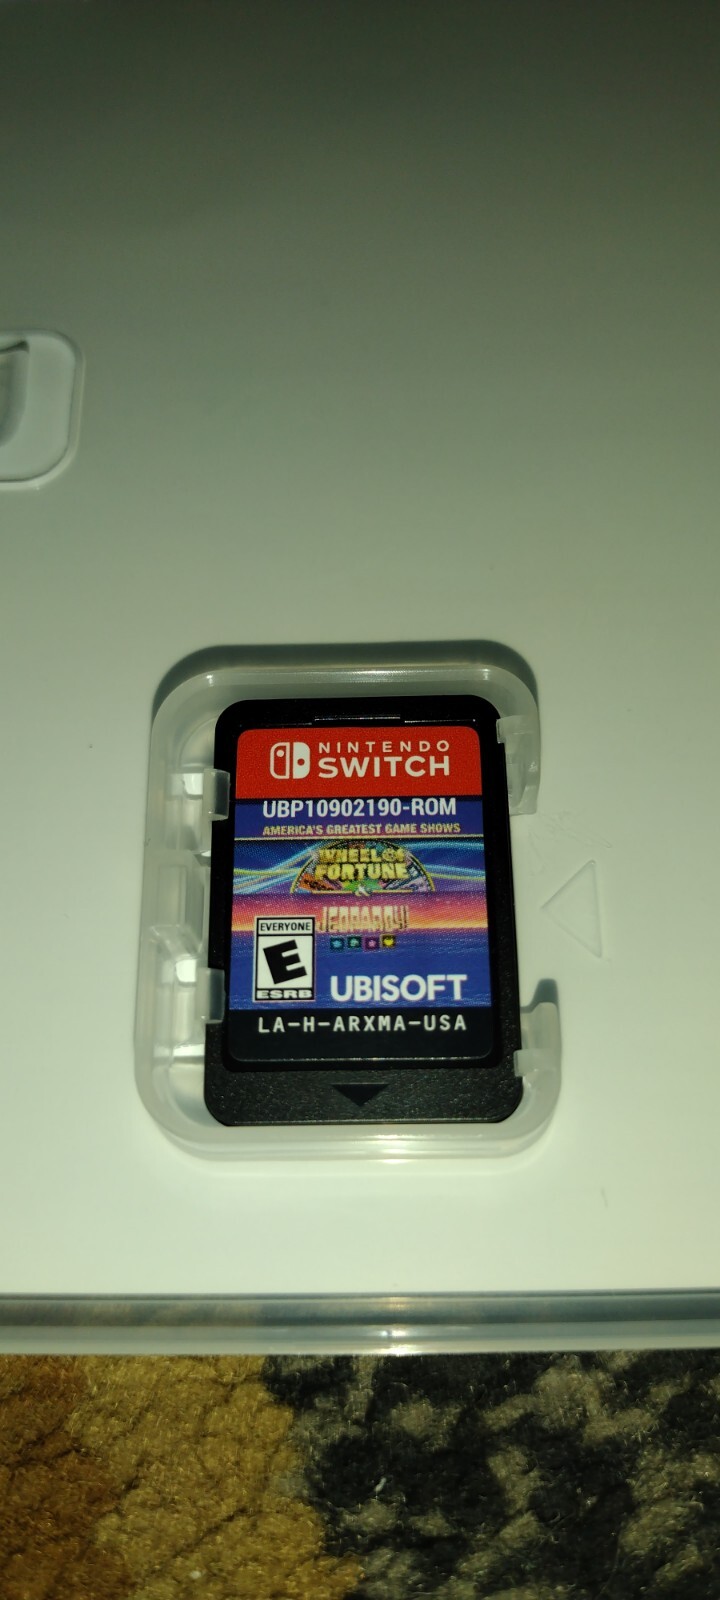 NINTENDO
SWITCH
UBP10902190-ROM
AMERICA'S GREATEST GAME SHOWS
WHEEL OF
FORTUNE
&
JEOPARDY!
EVERYONE
E
ESRB
UBISOFT
LA-H-ARXMA-USA